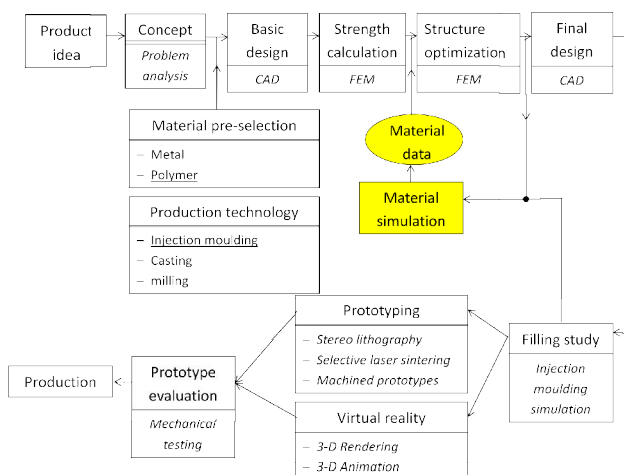 Product
idea
Concept
Problem
analysis
Basic
design
CAD
Strength
calculation
FEM
Structure
optimization
FEM
Final
design
CAD
Material pre-selection
– Metal
– Polymer
Material
data
Material
simulation
Production technology
– Injection moulding
– Casting
– milling
Prototyping
– Stereo lithography
– Selective laser sintering
– Machined prototypes
Filling study
Injection
moulding
simulation
Production
Prototype
evaluation
Mechanical
testing
Virtual reality
– 3-D Rendering
– 3-D Animation